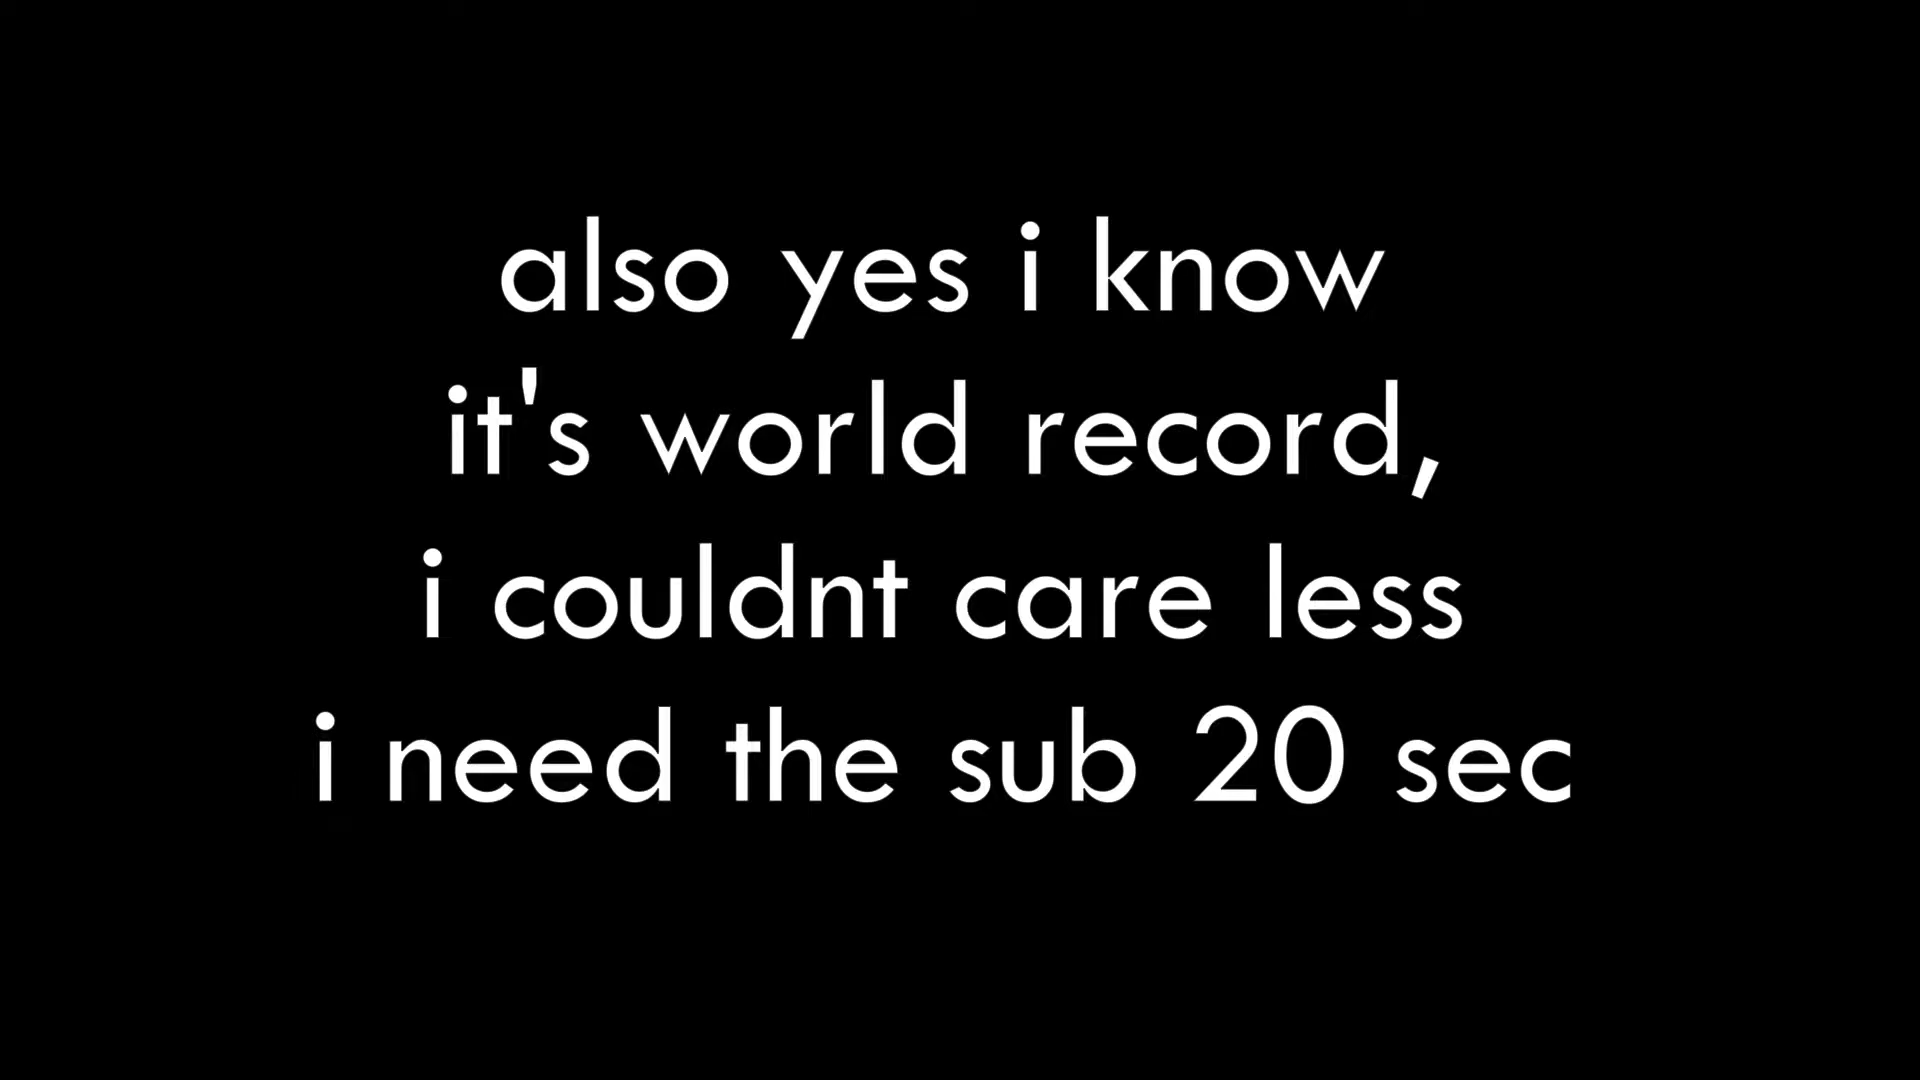 also yes i know
it's world record,
i couldnt care less
i need the sub 20 sec